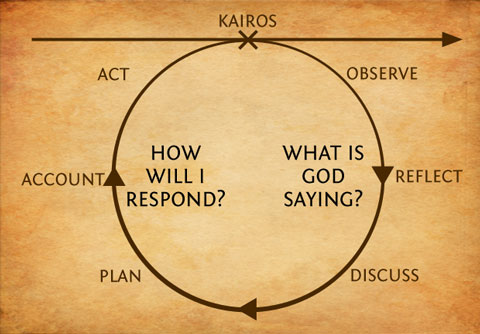 KAIROS
ACT
OBSERVE
HOW
WILL I
RESPOND?
WHAT IS
GOD
SAYING?
ACCOUNT
REFLECT
PLAN
DISCUSS